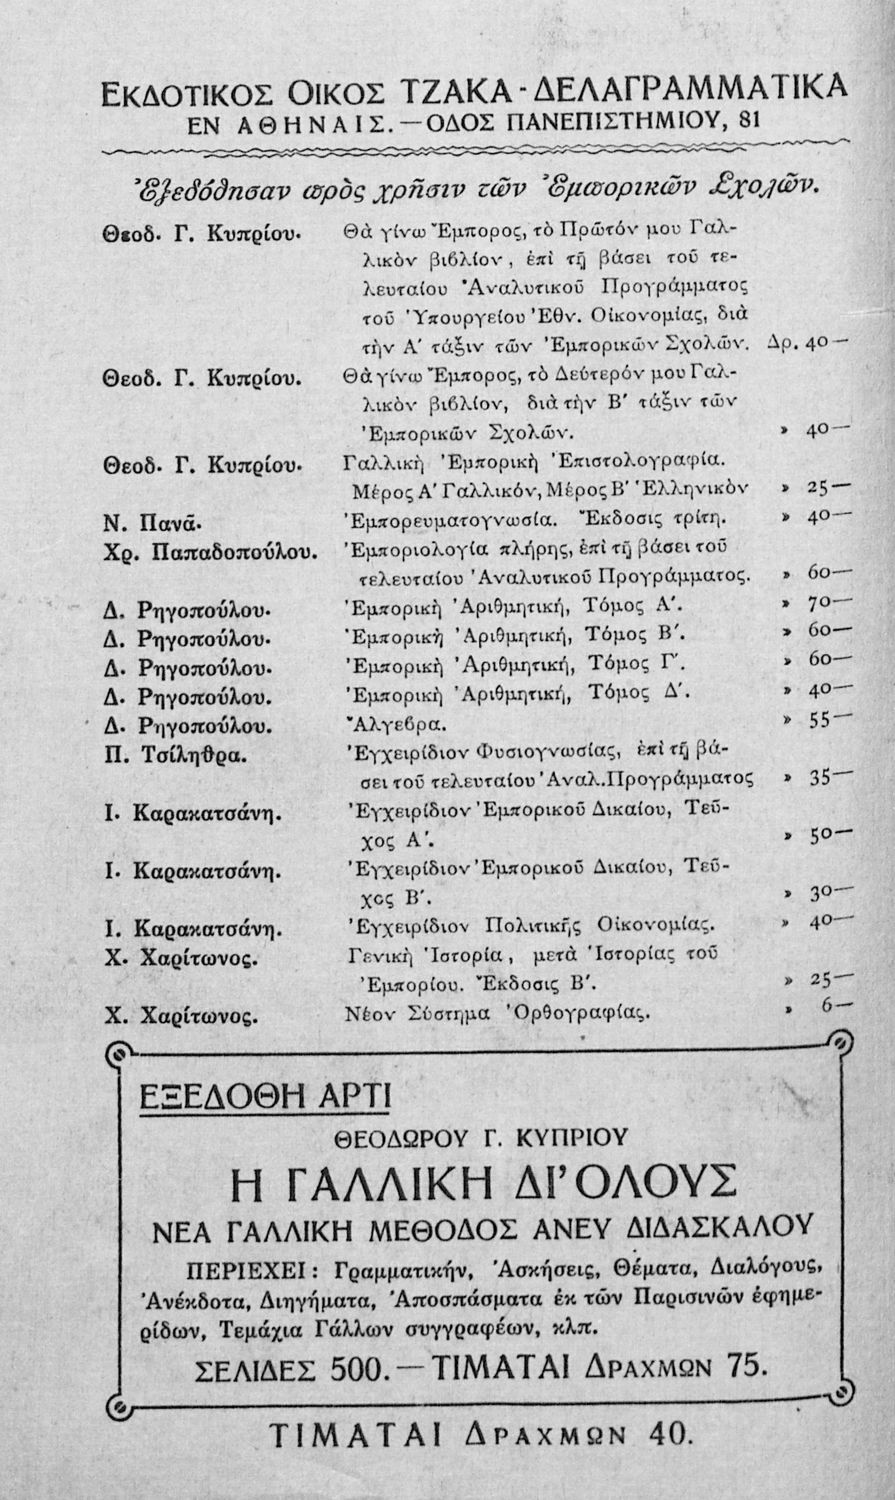 ΕΚΔΟΤΙΚΟΣ ΟΙΚΟΣ ΤΖΑΚΑ - ΔΕΛΑΓΡΑΜΜΑΤΙΚΑ
ΕΝ ΑΘΗΝΑΙΣ. — ΟΔΟΣ ΠΑΝΕΠΙΣΤΗΜΙΟΥ, 81
Ἐξεδόθησαν πρὸς χρῆσιν τῶν Ἐμπορικῶν Σχολῶν.
Θεοδ. Γ. Κυπρίου. Θὰ γίνω Ἔμπορος, τὸ Πρῶτόν μου Γαλ-
λικὸν βιβλίον, ἐπὶ τῇ βάσει τοῦ τε-
λευταίου Ἀναλυτικοῦ Προγράμματος
τοῦ Ὑπουργείου Ἐθν. Οἰκονομίας, διὰ
τὴν Α΄ τάξιν τῶν Ἐμπορικῶν Σχολῶν. Δρ. 40 —
Θεοδ. Γ. Κυπρίου. Θὰ γίνω Ἔμπορος, τὸ Δεύτερόν μου Γαλ-
λικὸν βιβλίον, διὰ τὴν Β΄ τάξιν τῶν
Ἐμπορικῶν Σχολῶν. » 40 —
Θεοδ. Γ. Κυπρίου. Γαλλικὴ Ἐμπορικὴ Ἐπιστολογραφία.
Μέρος Α΄ Γαλλικόν, Μέρος Β΄ Ἑλληνικὸν » 25 —
Ν. Πανᾶ. Ἐμπορευματογνωσία. Ἔκδοσις τρίτη. » 40 —
Χρ. Παπαδοπούλου. Ἐμποριολογία πλήρης, ἐπὶ τῇ βάσει τοῦ
τελευταίου Ἀναλυτικοῦ Προγράμματος. » 60 —
Δ. Ρηγοπούλου. Ἐμπορικὴ Ἀριθμητική, Τόμος Α΄. » 70 —
Δ. Ρηγοπούλου. Ἐμπορικὴ Ἀριθμητική, Τόμος Β΄. » 60 —
Δ. Ρηγοπούλου. Ἐμπορικὴ Ἀριθμητική, Τόμος Γ΄. » 60 —
Δ. Ρηγοπούλου. Ἐμπορικὴ Ἀριθμητική, Τόμος Δ΄. » 40 —
Δ. Ρηγοπούλου. Ἄλγεβρα. » 55 —
Π. Τσίληθρα. Ἐγχειρίδιον Φυσιογνωσίας, ἐπὶ τῇ βά-
σει τοῦ τελευταίου Ἀναλ. Προγράμματος » 35 —
Ι. Καρακατσάνη. Ἐγχειρίδιον Ἐμπορικοῦ Δικαίου, Τεῦ-
χος Α΄. » 50 —
Ι. Καρακατσάνη. Ἐγχειρίδιον Ἐμπορικοῦ Δικαίου, Τεῦ-
χος Β΄. » 30 —
Ι. Καρακατσάνη. Ἐγχειρίδιον Πολιτικῆς Οἰκονομίας. » 40 —
Χ. Χαρίτωνος. Γενικὴ Ἱστορία, μετὰ Ἱστορίας τοῦ
Ἐμπορίου. Ἔκδοσις Β΄. » 25 —
Χ. Χαρίτωνος. Νέον Σύστημα Ὀρθογραφίας. » 6 —
ΕΞΕΔΟΘΗ ΑΡΤΙ
ΘΕΟΔΩΡΟΥ Γ. ΚΥΠΡΙΟΥ
Η ΓΑΛΛΙΚΗ ΔΙ' ΟΛΟΥΣ
ΝΕΑ ΓΑΛΛΙΚΗ ΜΕΘΟΔΟΣ ΑΝΕΥ ΔΙΔΑΣΚΑΛΟΥ
ΠΕΡΙΕΧΕΙ: Γραμματικήν, Ἀσκήσεις, Θέματα, Διαλόγους,
Ἀνέκδοτα, Διηγήματα, Ἀποσπάσματα ἐκ τῶν Παρισινῶν ἐφημε-
ρίδων, Τεμάχια Γάλλων συγγραφέων, κλπ.
ΣΕΛΙΔΕΣ 500. — ΤΙΜΑΤΑΙ ΔΡΑΧΜΩΝ 75.
ΤΙΜΑΤΑΙ ΔΡΑΧΜΩΝ 40.